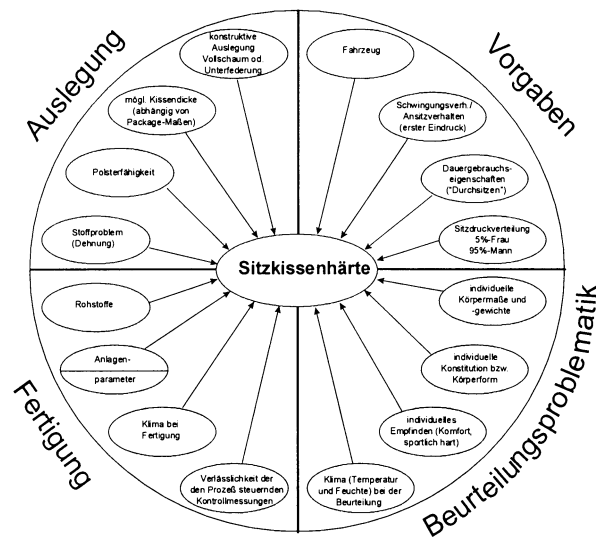 Auslegung
konstruktive
Auslegung
Vollschaum od.
Unterfederung
mögl. Kissendicke
(abhängig von
Package-Maßen)
Polsterfähigkeit
Stoffproblem
(Dehnung)
Vorgaben
Fahrzeug
Schwingungsverh./
Ansitzverhalten
(erster Eindruck)
Dauergebrauchs-
eigenschaften
("Durchsitzen")
Sitzdruckverteilung
5%-Frau
95%-Mann
Sitzkissenhärte
Fertigung
Rohstoffe
Anlagen-
parameter
Klima bei
Fertigung
Verlässlichkeit der
den Prozeß steuernden
Kontrollmessungen
Beurteilungsproblematik
individuelle
Körpermaße und
-gewichte
individuelle
Konstitution bzw.
Körperform
individuelles
Empfinden (Komfort,
sportlich hart)
Klima (Temperatur
und Feuchte) bei der
Beurteilung